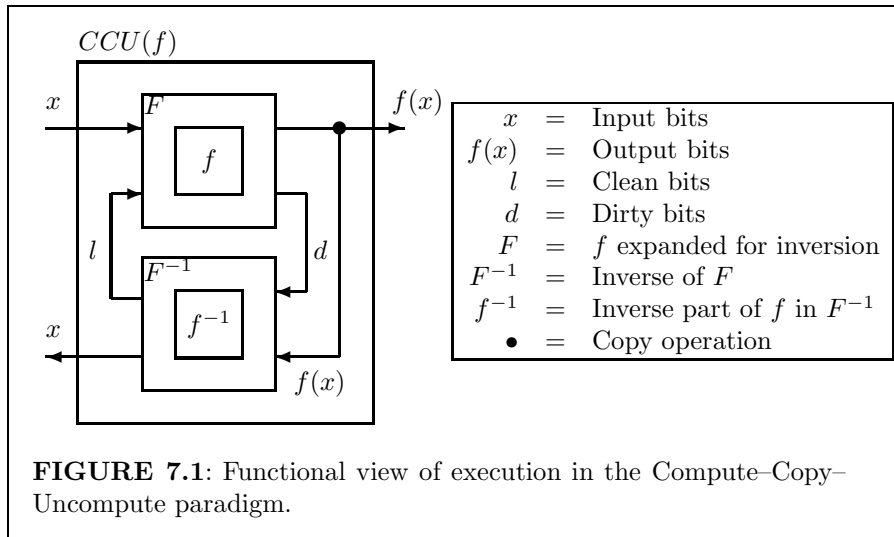 CCU(f)
x
F
f(x)
f
l
d
F⁻¹
f⁻¹
x
f(x)
x = Input bits
f(x) = Output bits
l = Clean bits
d = Dirty bits
F = f expanded for inversion
F⁻¹ = Inverse of F
f⁻¹ = Inverse part of f in F⁻¹
• = Copy operation
FIGURE 7.1: Functional view of execution in the Compute–Copy–
Uncompute paradigm.